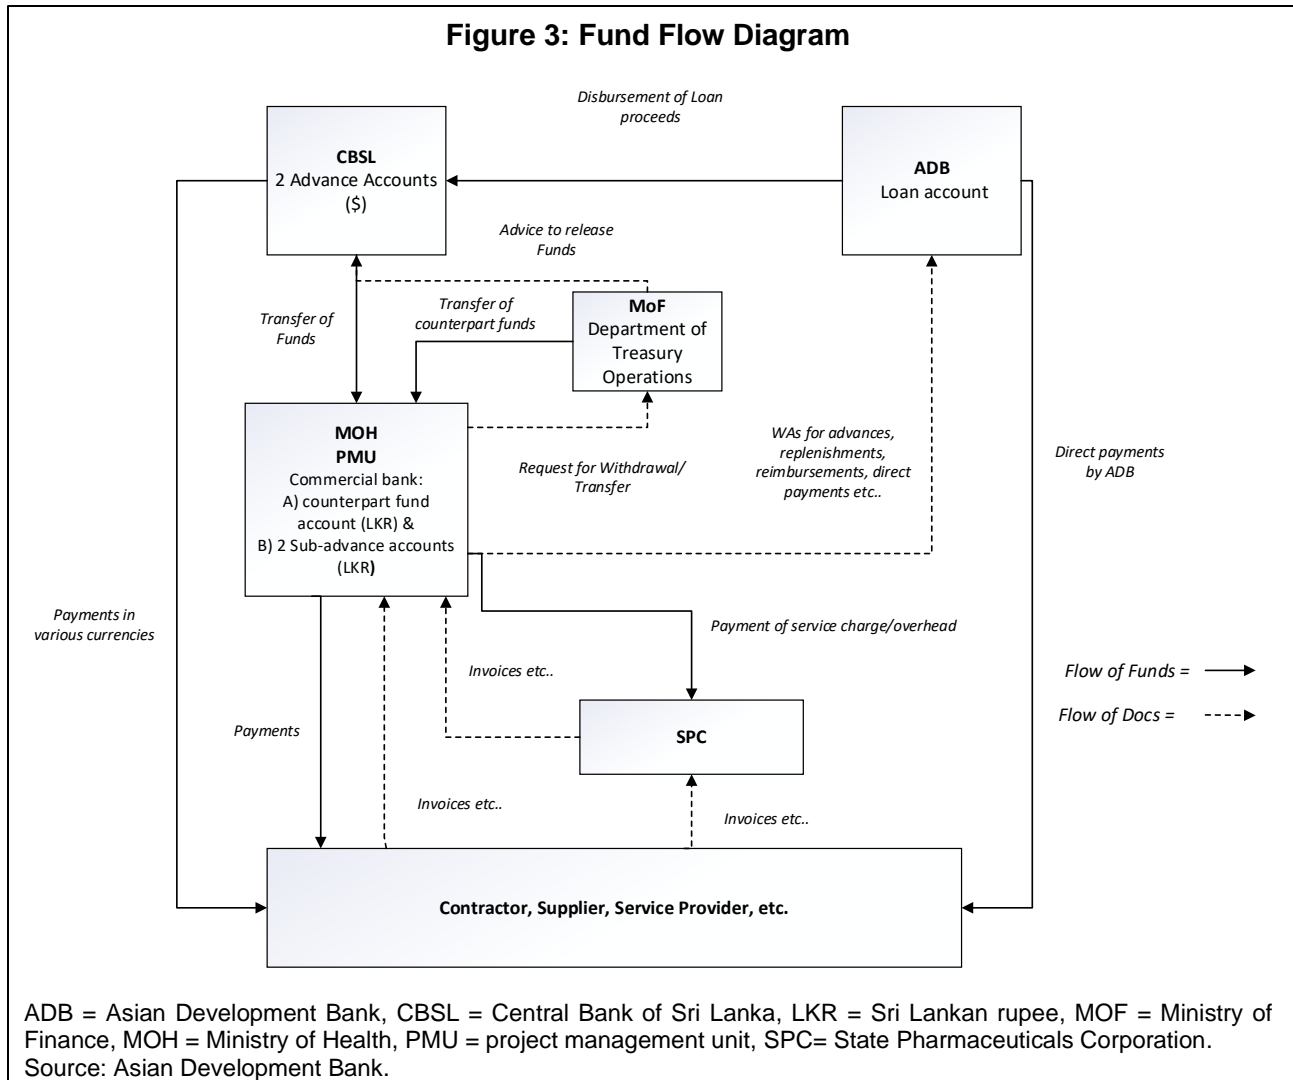 Figure 3: Fund Flow Diagram
Disbursement of Loan
proceeds
CBSL
2 Advance Accounts
($)
ADB
Loan account
Advice to release
Funds
MoF
Department of
Treasury
Operations
Transfer of
counterpart funds
Transfer of
Funds
MOH
PMU
Commercial bank:
A) counterpart fund
account (LKR) &
B) 2 Sub-advance accounts
(LKR)
Request for Withdrawal/
Transfer
WAs for advances,
replenishments,
reimbursements, direct
payments etc..
Direct payments
by ADB
Payments in
various currencies
Payment of service charge/overhead
Invoices etc..
Flow of Funds =
Flow of Docs =
Payments
SPC
Invoices etc..
Invoices etc..
Contractor, Supplier, Service Provider, etc.
ADB = Asian Development Bank, CBSL = Central Bank of Sri Lanka, LKR = Sri Lankan rupee, MOF = Ministry of
Finance, MOH = Ministry of Health, PMU = project management unit, SPC= State Pharmaceuticals Corporation.
Source: Asian Development Bank.